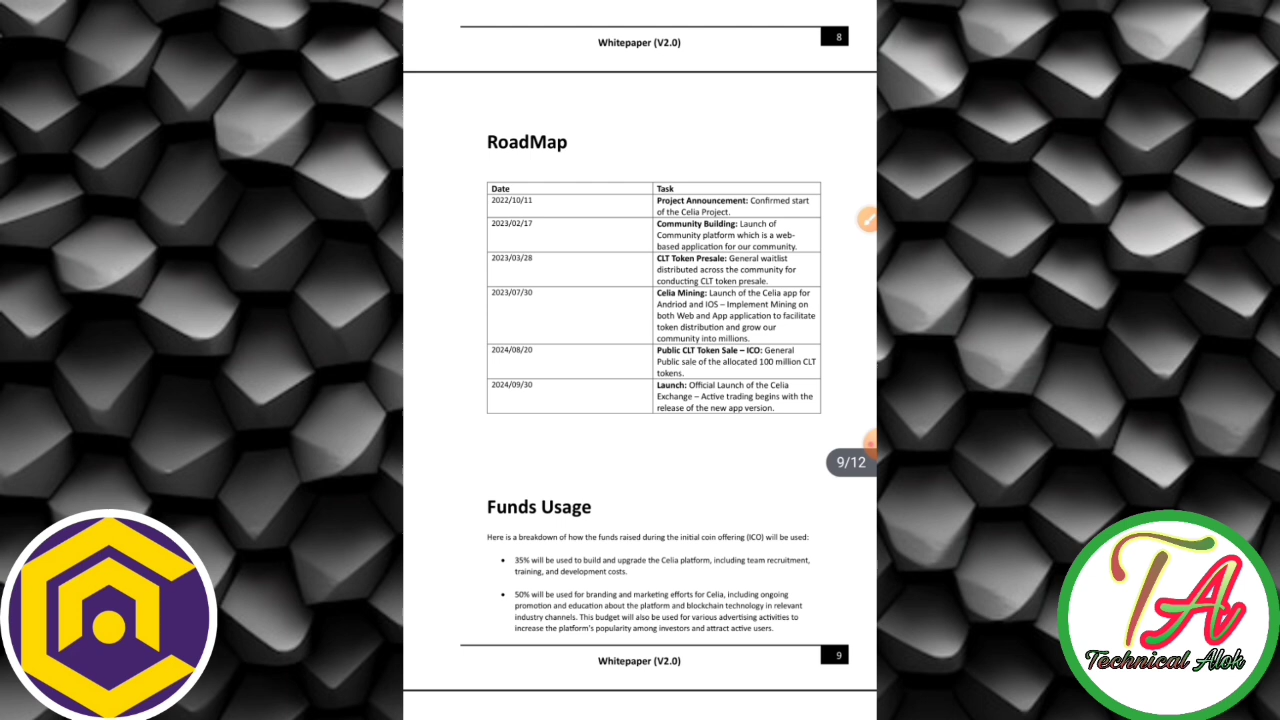 8
Whitepaper (V2.0)
RoadMap
Date Task
2022/10/11 Project Announcement: Confirmed start
of the Celia Project.
2023/02/17 Community Building: Launch of
Community platform which is a web-
based application for our community.
2023/03/28 CLT Token Presale: General waitlist
distributed across the community for
conducting CLT token presale.
2023/07/30 Celia Mining: Launch of the Celia app for
Andriod and IOS – Implement Mining on
both Web and App application to facilitate
token distribution and grow our
community into millions.
2024/08/20 Public CLT Token Sale – ICO: General
Public sale of the allocated 100 million CLT
tokens.
2024/09/30 Launch: Official Launch of the Celia
Exchange – Active trading begins with the
release of the new app version.
9/12
Funds Usage
Here is a breakdown of how the funds raised during the initial coin offering (ICO) will be used:
• 35% will be used to build and upgrade the Celia platform, including team recruitment,
training, and development costs.
• 50% will be used for branding and marketing efforts for Celia, including ongoing
promotion and education about the platform and blockchain technology in relevant
industry channels. This budget will also be used for various advertising activities to
increase the platform's popularity among investors and attract active users.
9
Whitepaper (V2.0)
TA
Technical Alok